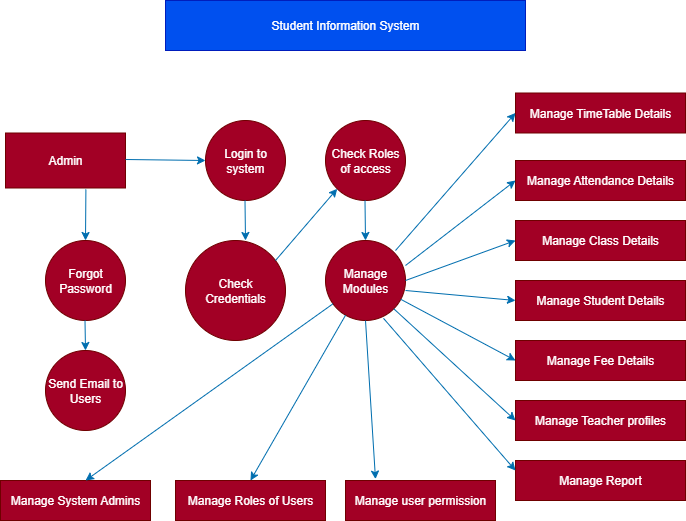 Student Information System
Manage TimeTable Details
Admin
Login to
system
Check Roles
of access
Manage Attendance Details
Manage Class Details
Forgot
Password
Check
Credentials
Manage
Modules
Manage Student Details
Manage Fee Details
Send Email to
Users
Manage Teacher profiles
Manage Report
Manage System Admins
Manage Roles of Users
Manage user permission